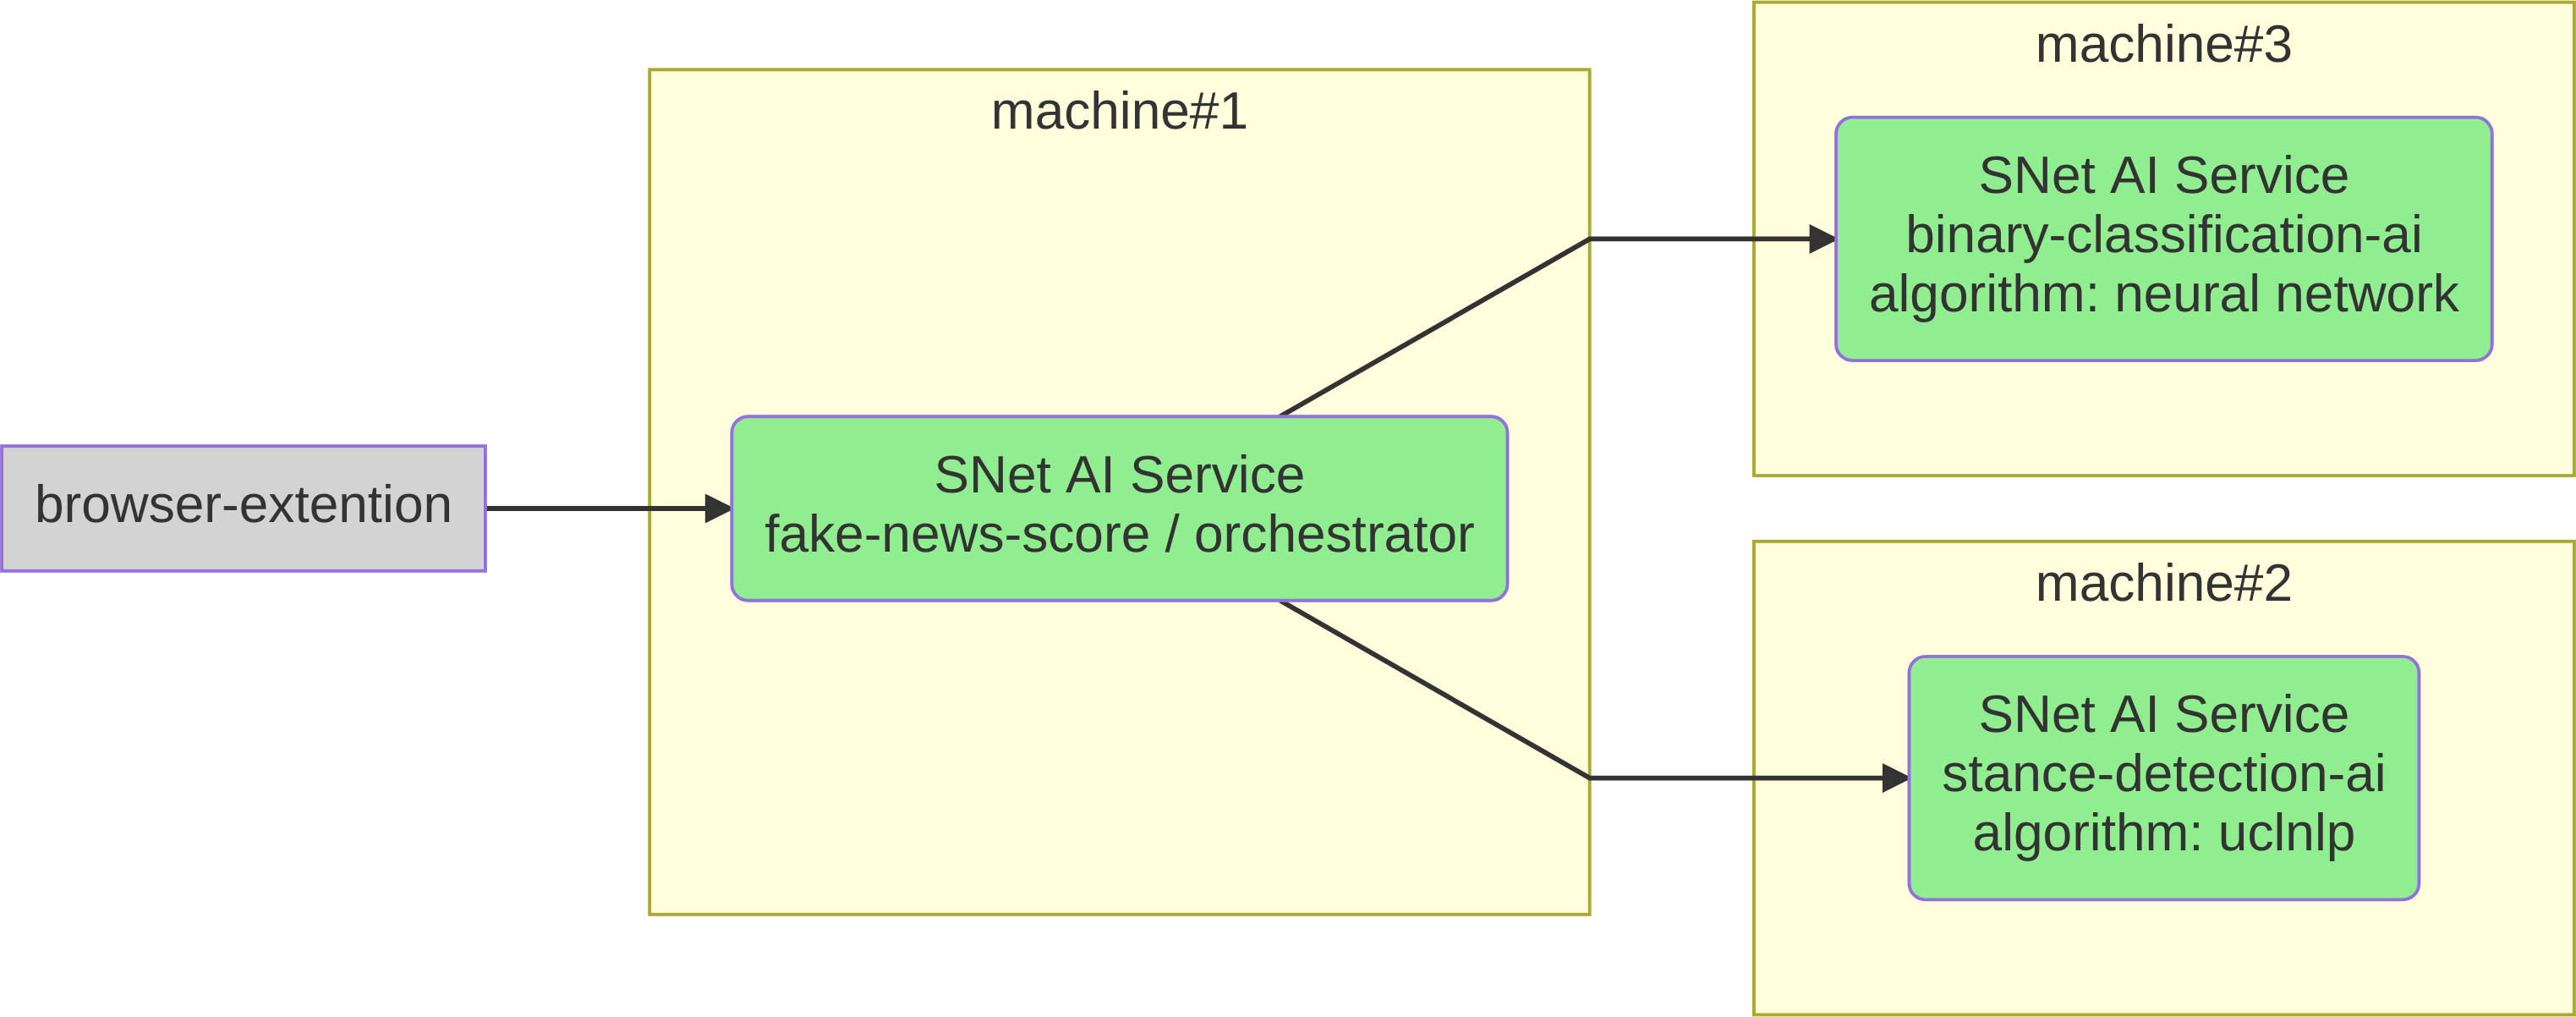 browser-extention
machine#1
SNet AI Service
fake-news-score / orchestrator
machine#3
SNet AI Service
binary-classification-ai
algorithm: neural network
machine#2
SNet AI Service
stance-detection-ai
algorithm: uclnlp